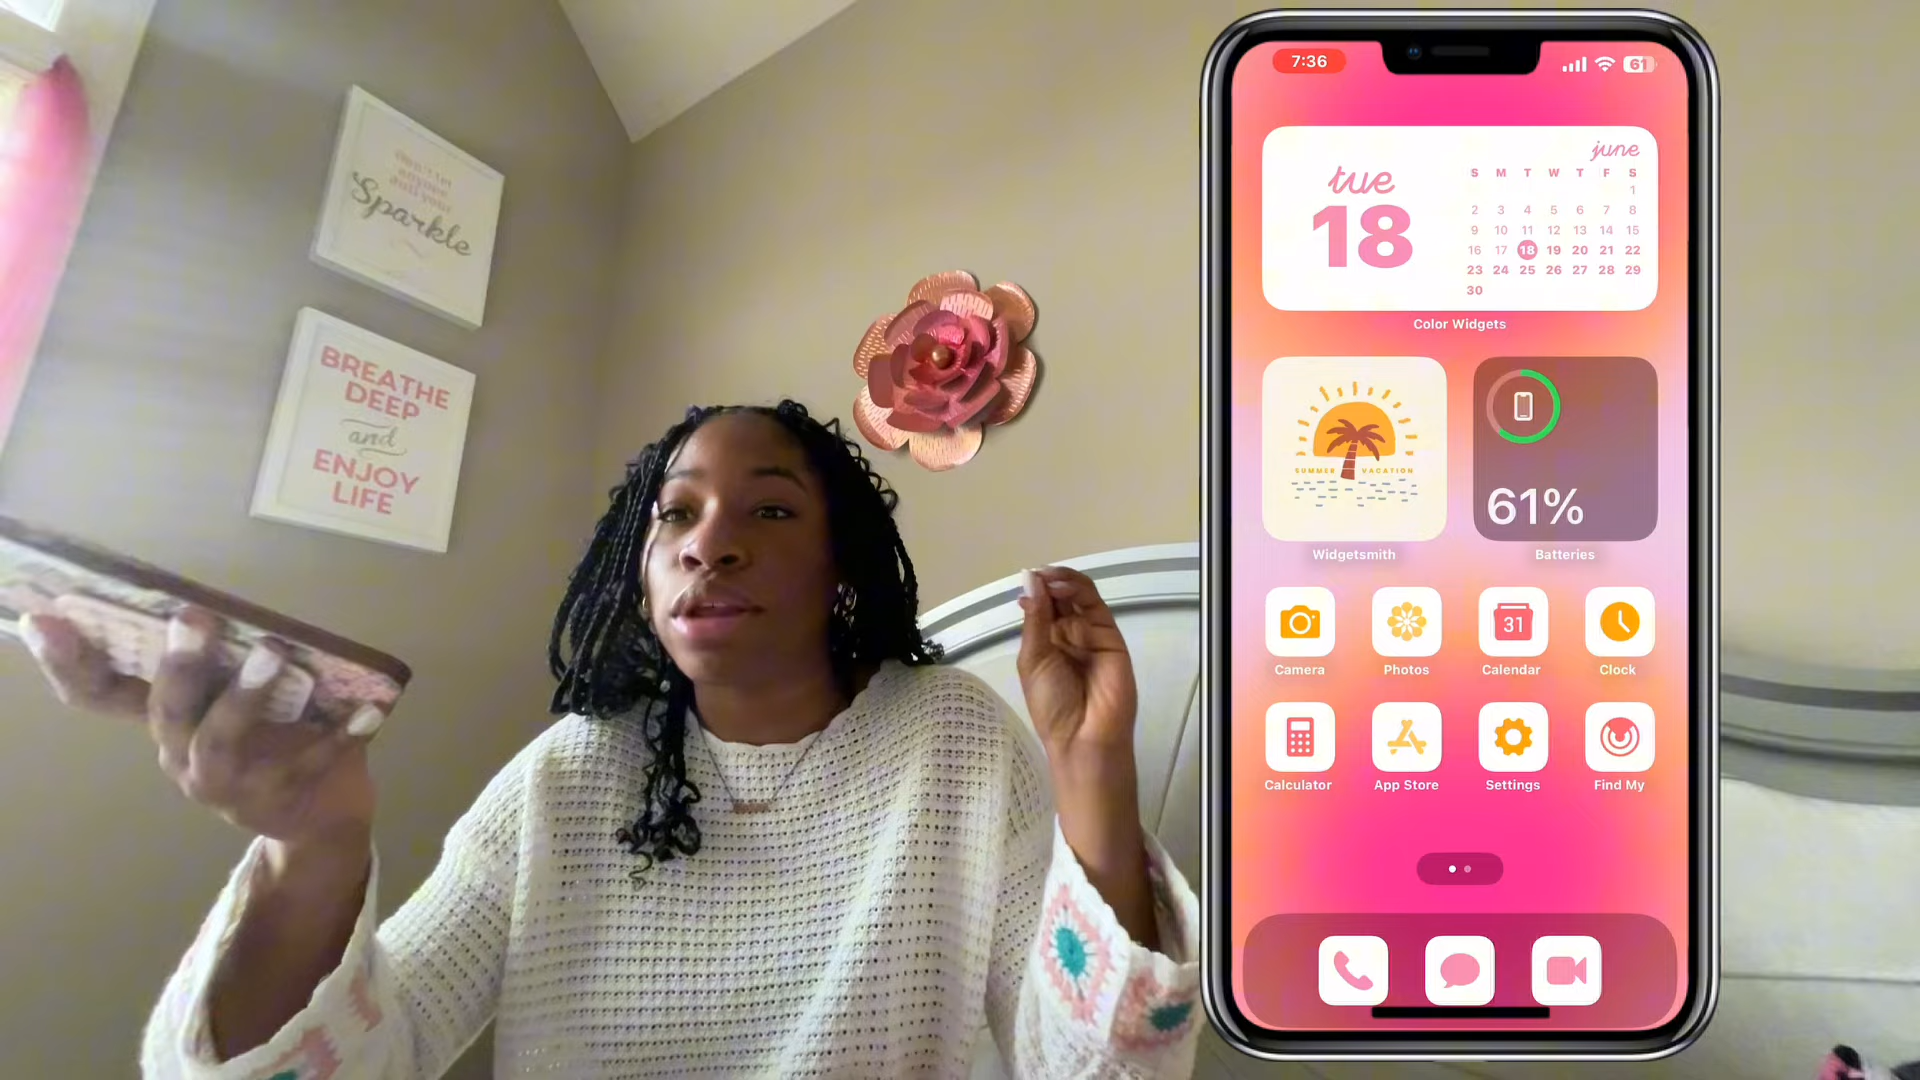 Sparkle
BREATHE
DEEP
and
ENJOY
LIFE
7:36
61
june
tue
18
S M T W T F S
1
2 3 4 5 6 7 8
9 10 11 12 13 14 15
16 17 18 19 20 21 22
23 24 25 26 27 28 29
30
Color Widgets
SUMMER VACATION
Widgetsmith
61%
Batteries
31
Camera Photos Calendar Clock
Calculator App Store Settings Find My